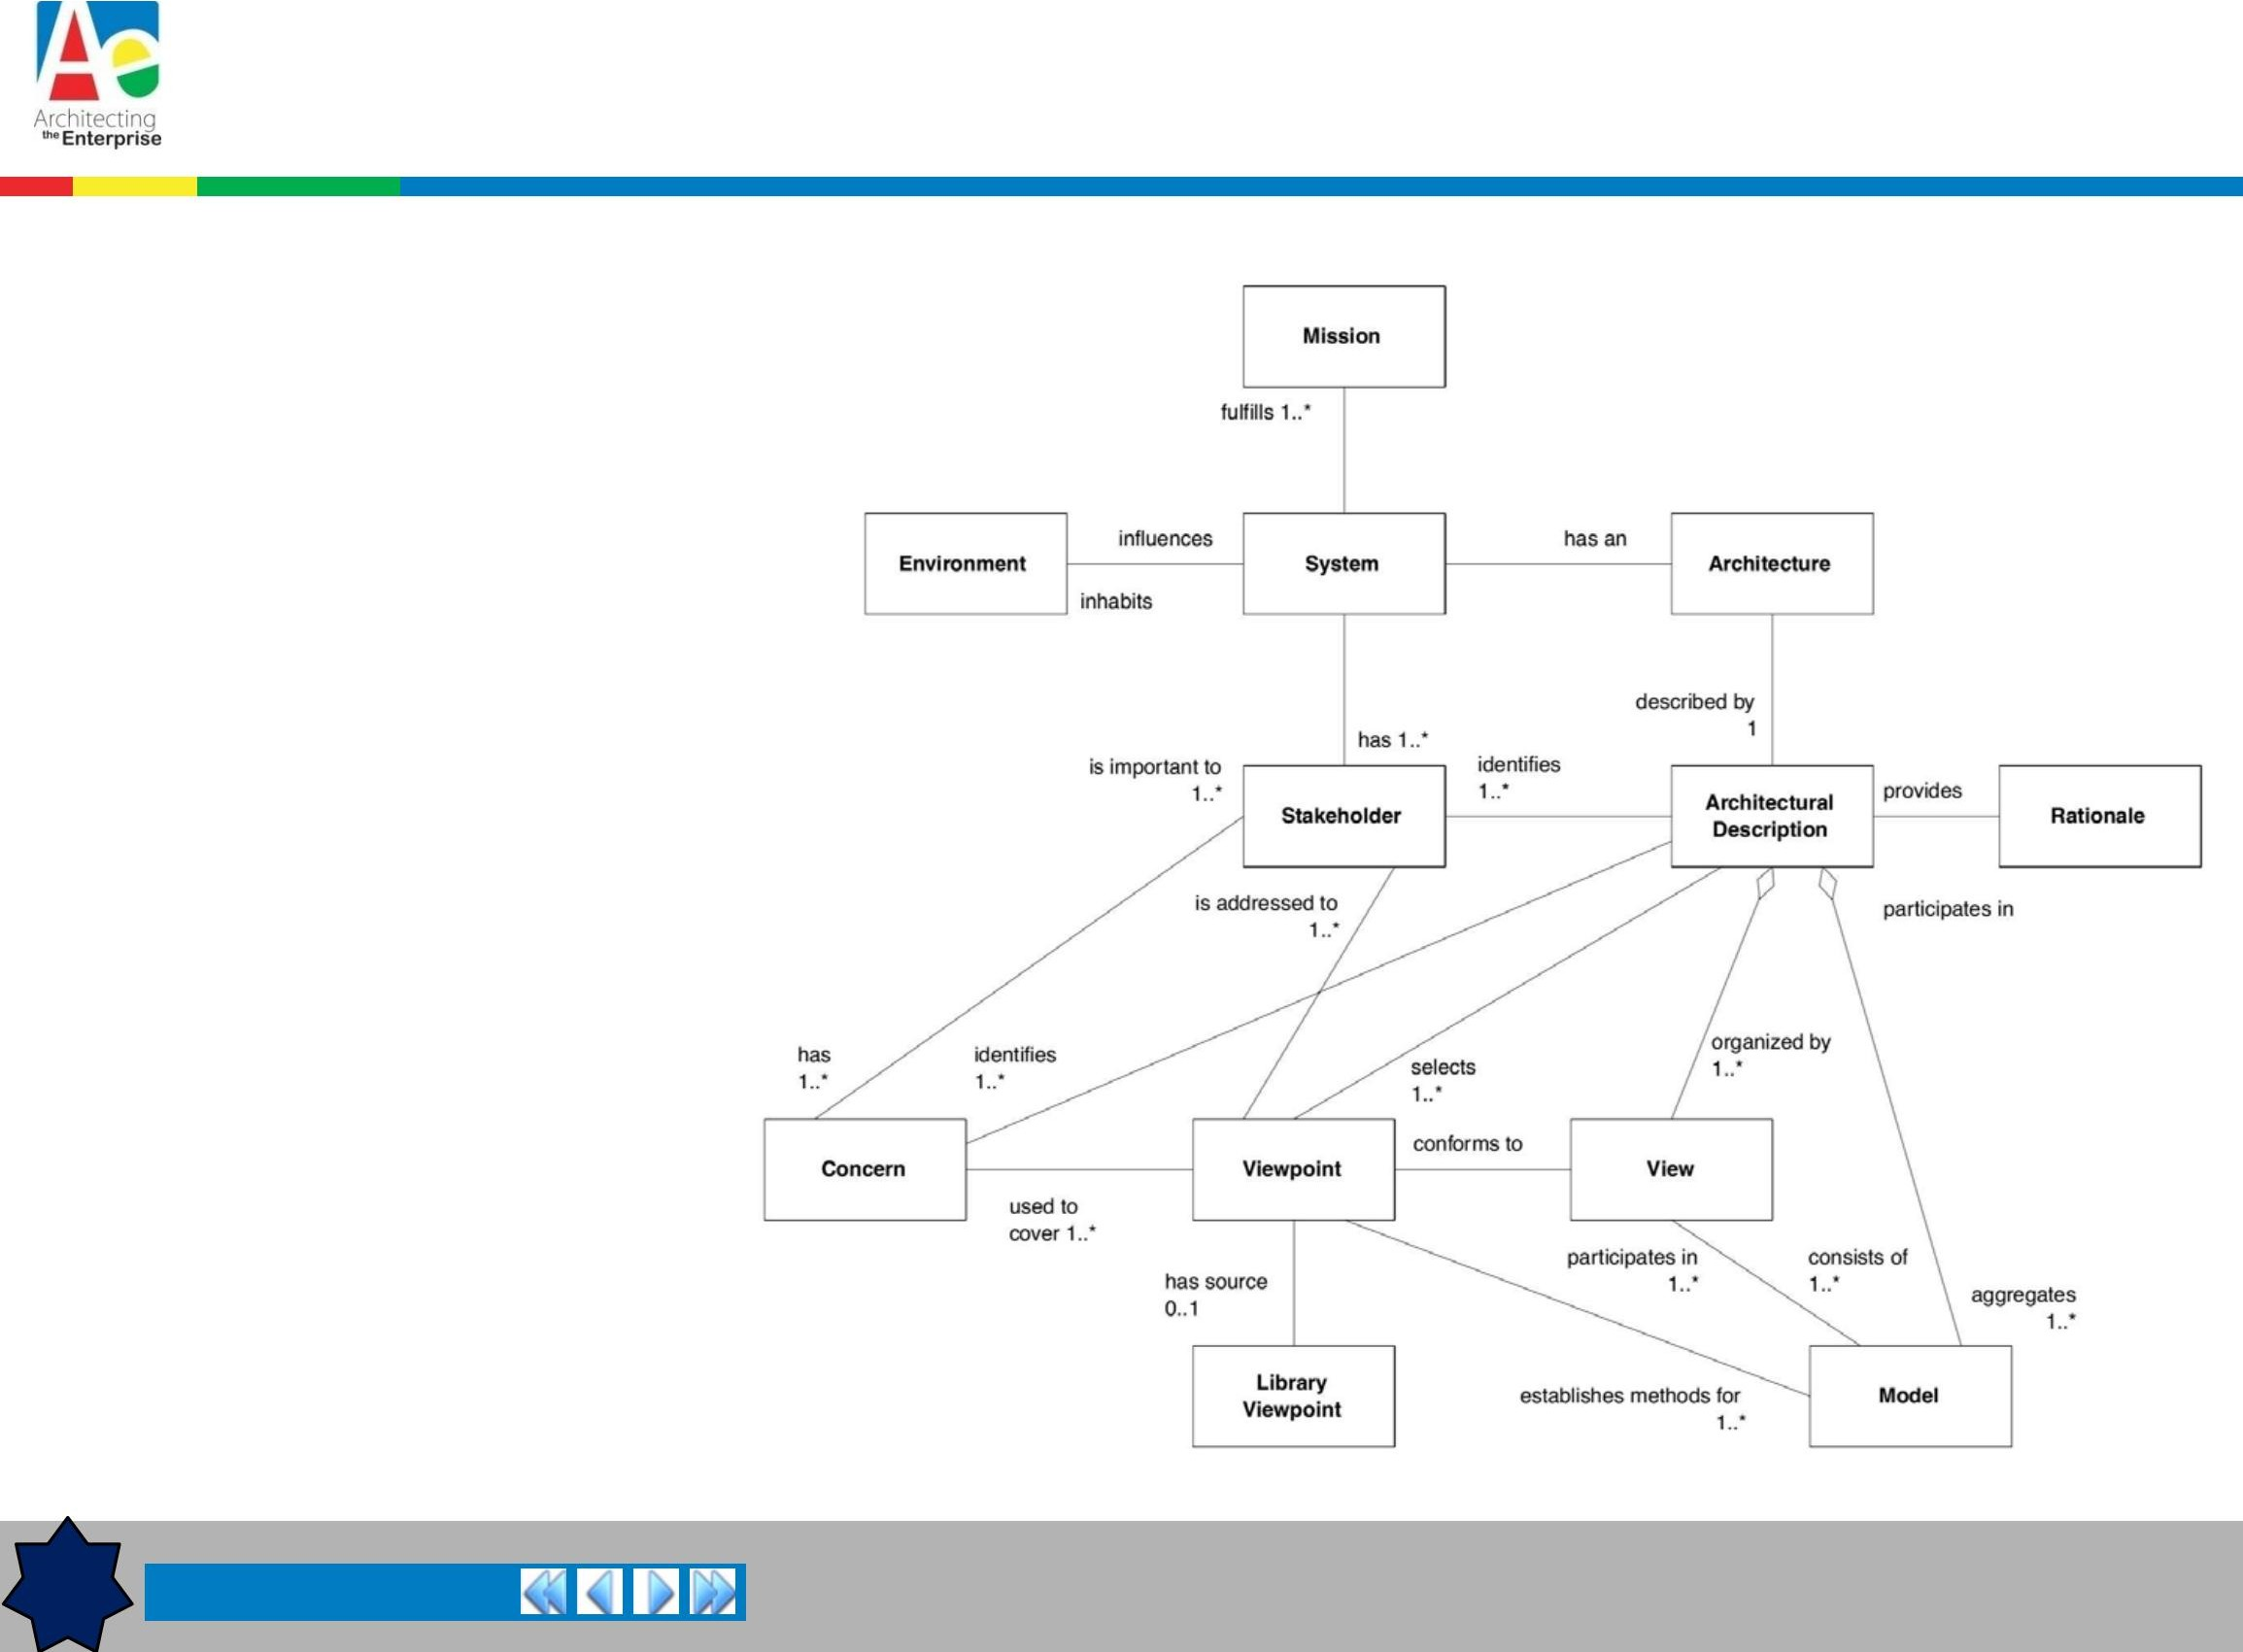 Architecting
the Enterprise
Mission
fulfills 1..*
influences
has an
Environment
System
Architecture
inhabits
described by
1
has 1..*
is important to
1..*
identifies
1..*
Stakeholder
Architectural
Description
provides
Rationale
is addressed to
1..*
participates in
has
1..*
identifies
1..*
selects
1..*
organized by
1..*
Concern
Viewpoint
conforms to
View
used to
cover 1..*
has source
0..1
participates in
1..*
consists of
1..*
aggregates
1..*
Library
Viewpoint
establishes methods for
1..*
Model